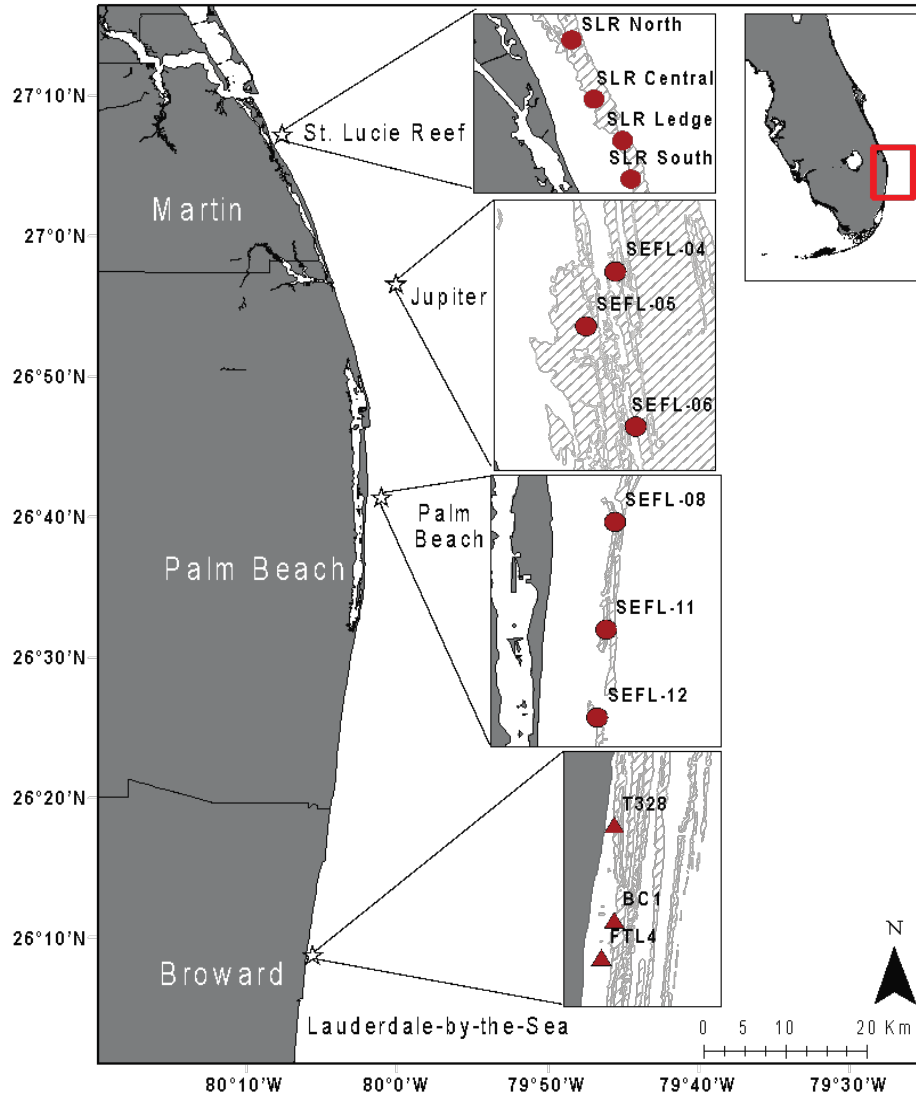 SLR North
SLR Central
SLR Ledge
SLR South
27°10'N
St. Lucie Reef
Martin
27°0'N
SEFL-04
SEFL-05
SEFL-06
Jupiter
26°50'N
26°40'N
Palm
Beach
SEFL-08
SEFL-11
SEFL-12
Palm Beach
26°30'N
26°20'N
T328
BC1
FTL4
26°10'N
Broward
Lauderdale-by-the-Sea
N
0 5 10 20 Km
80°10'W 80°0'W 79°50'W 79°40'W 79°30'W